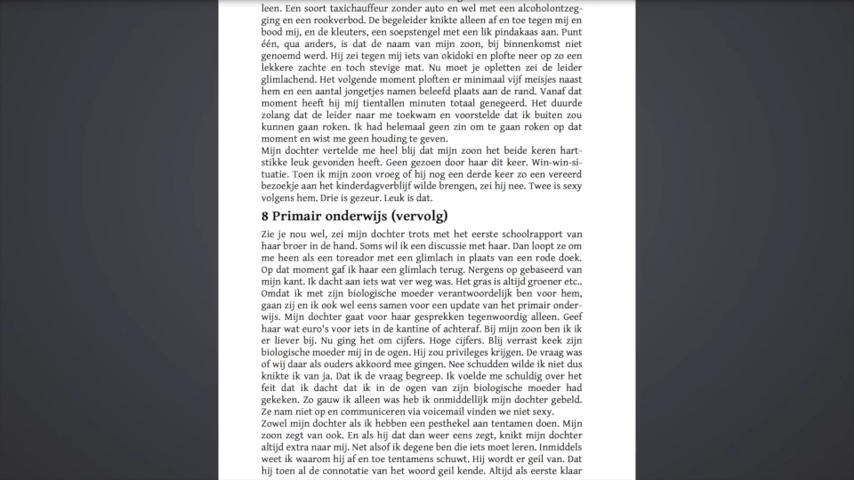 leen. Een soort taxichauffeur zonder auto en wel met een alcoholontzeg-
ging en een rookverbod. De begeleider knikte alleen af en toe tegen mij en
bood mij, en de kleuters, een soepstengel met een lik pindakaas aan. Punt
één, qua anders, is dat de naam van mijn zoon, bij binnenkomst niet
genoemd werd. Hij zei tegen mij iets van okidoki en plofte neer op zo een
lekkere zachte en toch stevige mat. Nu moet je opletten zei de leider
glimlachend. Het volgende moment ploften er minimaal vijf meisjes naast
hem en een aantal jongetjes namen beleefd plaats aan de rand. Vanaf dat
moment heeft hij mij tientallen minuten totaal genegeerd. Het duurde
zolang dat de leider naar me toekwam en voorstelde dat ik buiten zou
kunnen gaan roken. Ik had helemaal geen zin om te gaan roken op dat
moment en wist me geen houding te geven.
Mijn dochter vertelde me heel blij dat mijn zoon het beide keren hart-
stikke leuk gevonden heeft. Geen gezoen door haar dit keer. Win-win-si-
tuatie. Toen ik mijn zoon vroeg of hij nog een derde keer zo een vereerd
bezoekje aan het kinderdagverblijf wilde brengen, zei hij nee. Twee is sexy
volgens hem. Drie is gezeur. Leuk is dat.
8 Primair onderwijs (vervolg)
Zie je nou wel, zei mijn dochter trots met het eerste schoolrapport van
haar broer in de hand. Soms wil ik een discussie met haar. Dan loopt ze om
me heen als een toreador met een glimlach in plaats van een rode doek.
Op dat moment gaf ik haar een glimlach terug. Nergens op gebaseerd van
mijn kant. Ik dacht aan iets wat ver weg was. Het gras is altijd groener etc..
Omdat ik met zijn biologische moeder verantwoordelijk ben voor hem,
gaan zij en ik ook wel eens samen voor een update van het primair onder-
wijs. Mijn dochter gaat voor haar gesprekken tegenwoordig alleen. Geef
haar wat euro's voor iets in de kantine of achteraf. Bij mijn zoon ben ik ik
er liever bij. Nu ging het om cijfers. Hoge cijfers. Blij verrast keek zijn
biologische moeder mij in de ogen. Hij zou privileges krijgen. De vraag was
of wij daar als ouders akkoord mee gingen. Nee schudden wilde ik niet dus
knikte ik van ja. Dat ik de vraag begreep. Ik voelde me schuldig over het
feit dat ik dacht dat ik in de ogen van zijn biologische moeder had
gekeken. Zo gauw ik alleen was heb ik onmiddellijk mijn dochter gebeld.
Ze nam niet op en communiceren via voicemail vinden we niet sexy.
Zowel mijn dochter als ik hebben een pesthekel aan tentamen doen. Mijn
zoon zegt van ook. En als hij dat dan weer eens zegt, knikt mijn dochter
altijd extra naar mij. Net alsof ik degene ben die iets moet leren. Inmiddels
weet ik waarom hij af en toe tentamens schuwt. Hij wordt er geil van. Dat
hij toen al de connotatie van het woord geil kende. Altijd als eerste klaar